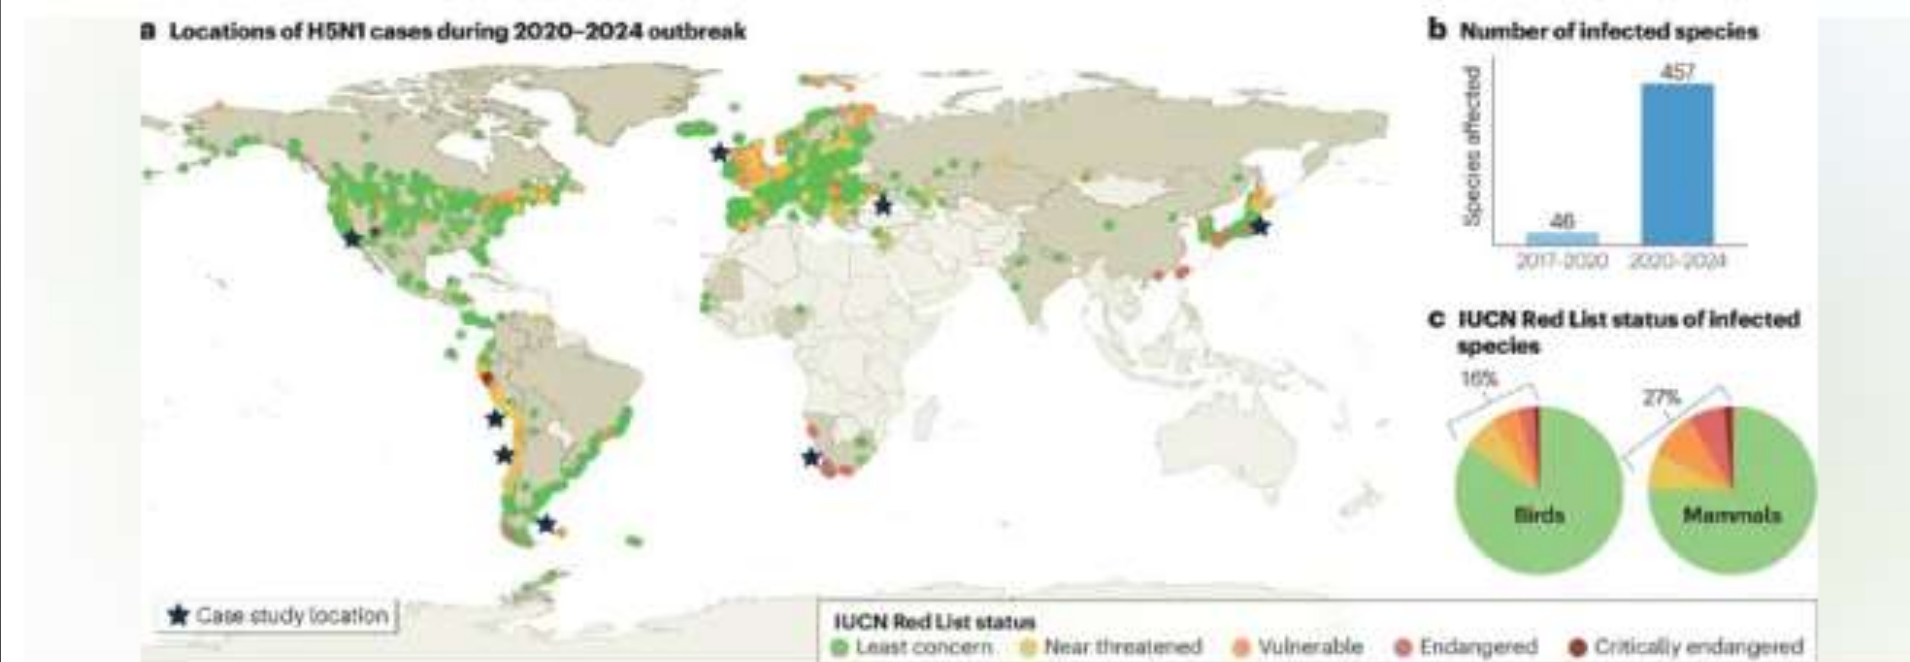 a Locations of H5N1 cases during 2020–2024 outbreak
Case study location
b Number of infected species
Species affected
457
46
2017–2020 2020–2024
c IUCN Red List status of infected
species
16%
27%
Birds
Mammals
IUCN Red List status
Least concern Near threatened Vulnerable Endangered Critically endangered